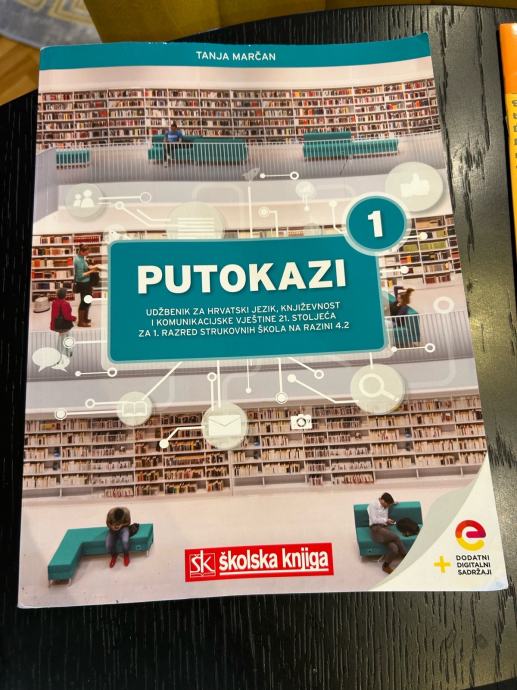 TANJA MARČAN
1
PUTOKAZI
UDŽBENIK ZA HRVATSKI JEZIK, KNJIŽEVNOST
I KOMUNIKACIJSKE VJEŠTINE 21. STOLJEĆA
ZA 1. RAZRED STRUKOVNIH ŠKOLA NA RAZINI 4.2
ŠK školska knjiga
e
+ DODATNI
DIGITALNI
SADRŽAJI